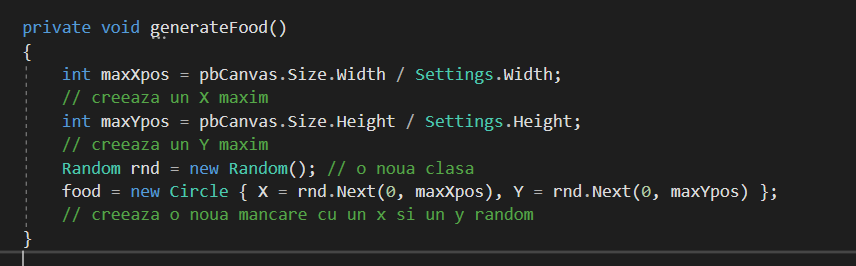 private void generateFood()
{
int maxXpos = pbCanvas.Size.Width / Settings.Width;
// creeaza un X maxim
int maxYpos = pbCanvas.Size.Height / Settings.Height;
// creeaza un Y maxim
Random rnd = new Random(); // o noua clasa
food = new Circle { X = rnd.Next(0, maxXpos), Y = rnd.Next(0, maxYpos) };
// creeaza o noua mancare cu un x si un y random
}